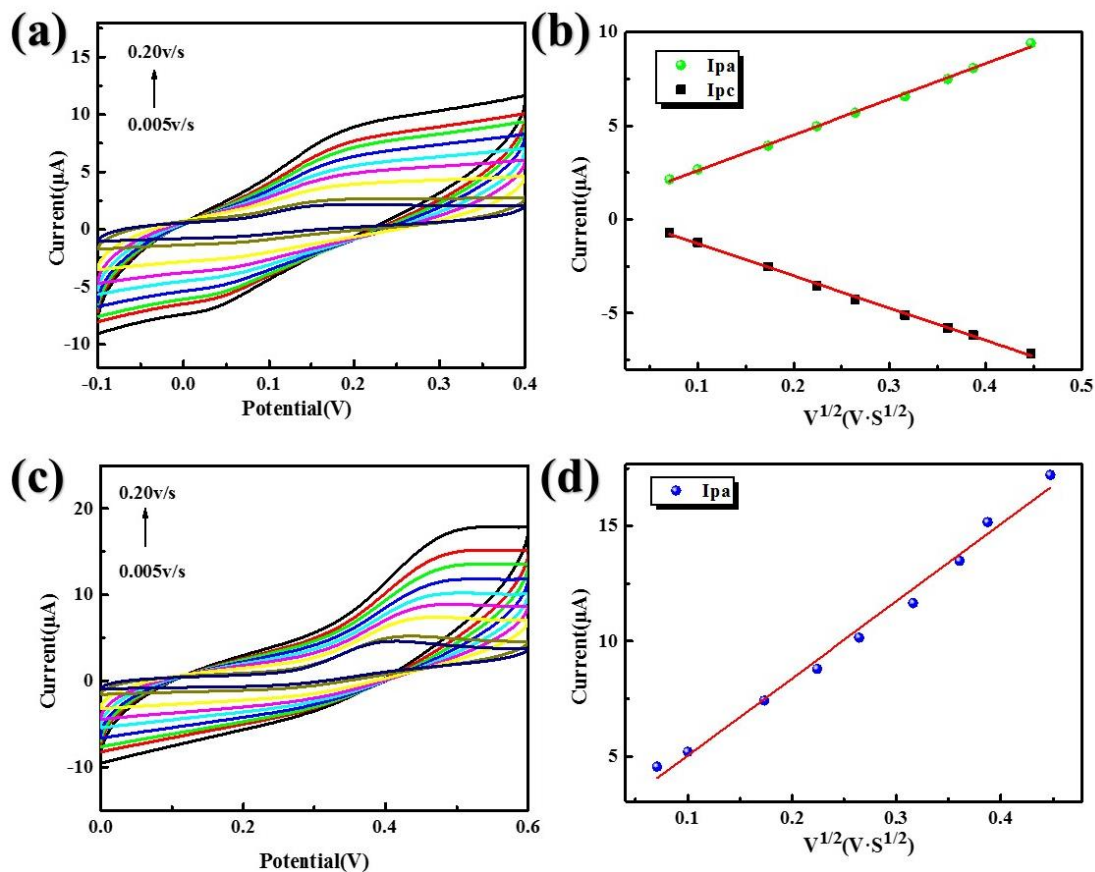 (a)
0.20v/s
0.005v/s
15
10
5
0
-5
-10
Current(μA)
-0.1 0.0 0.1 0.2 0.3 0.4
Potential(V)
(b)
Ipa
Ipc
10
5
0
-5
Current(μA)
0.1 0.2 0.3 0.4 0.5
V1/2(V·S1/2)
(c)
0.20v/s
0.005v/s
20
10
0
-10
Current(μA)
0.0 0.2 0.4 0.6
Potential(V)
(d)
Ipa
15
10
5
Current(μA)
0.1 0.2 0.3 0.4
V1/2(V·S1/2)